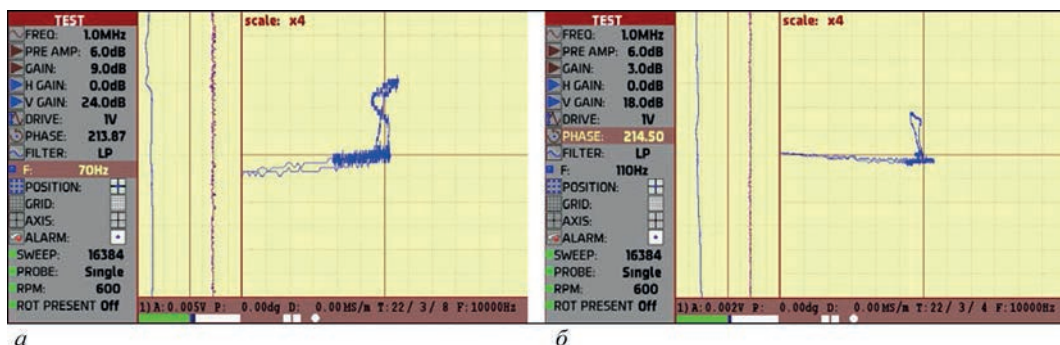 TEST
FREQ: 1.0MHz
PRE AMP: 6.0dB
GAIN: 9.0dB
H GAIN: 0.0dB
V GAIN: 24.0dB
DRIVE: 1V
PHASE: 213.87
FILTER: LP
F: 70Hz
POSITION:
GRID:
AXIS:
ALARM:
SWEEP: 16384
PROBE: Single
RPM: 600
ROT PRESENT Off
scale: x4
1)A:0.005V P: 0.00dg D: 0.00MS/m T:22/ 3/ 8 F:10000Hz
а
TEST
FREQ: 1.0MHz
PRE AMP: 6.0dB
GAIN: 3.0dB
H GAIN: 0.0dB
V GAIN: 18.0dB
DRIVE: 1V
PHASE: 214.50
FILTER: LP
F: 110Hz
POSITION:
GRID:
AXIS:
ALARM:
SWEEP: 16384
PROBE: Single
RPM: 600
ROT PRESENT Off
scale: x4
1)A:0.002V P: 0.00dg D: 0.00MS/m T:22/ 3/ 4 F:10000Hz
б